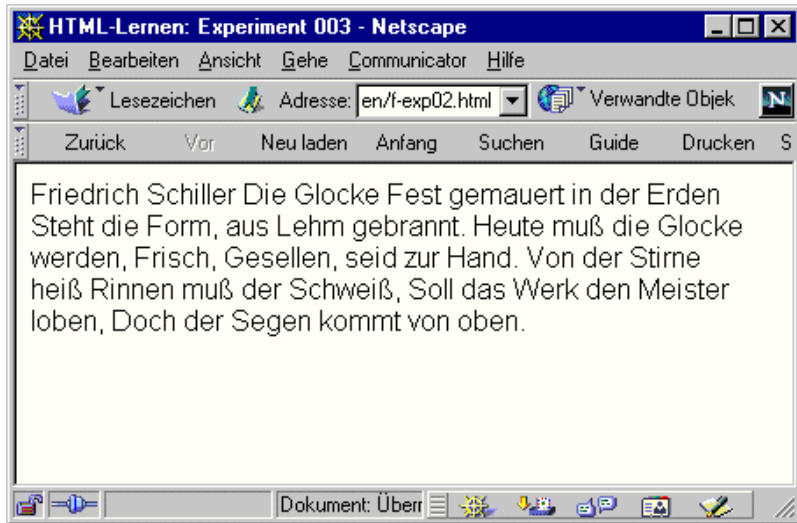 HTML-Lernen: Experiment 003 - Netscape
Datei Bearbeiten Ansicht Gehe Communicator Hilfe
Lesezeichen Adresse: en/f-exp02.html Verwandte Objek N
Zurück Vor Neu laden Anfang Suchen Guide Drucken S
Friedrich Schiller Die Glocke Fest gemauert in der Erden
Steht die Form, aus Lehm gebrannt. Heute muß die Glocke
werden, Frisch, Gesellen, seid zur Hand. Von der Stirne
heiß Rinnen muß der Schweiß, Soll das Werk den Meister
loben, Doch der Segen kommt von oben.
Dokument: Überr